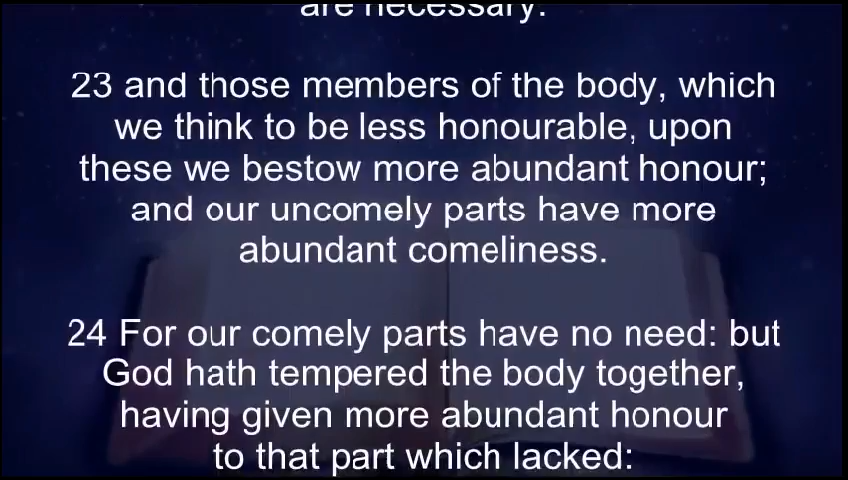 are necessary:
23 and those members of the body, which
we think to be less honourable, upon
these we bestow more abundant honour;
and our uncomely parts have more
abundant comeliness.
24 For our comely parts have no need: but
God hath tempered the body together,
having given more abundant honour
to that part which lacked: